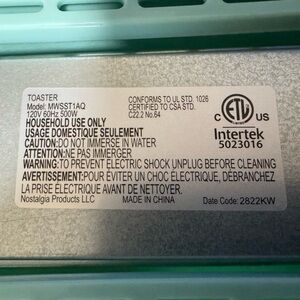 TOASTER
Model: MWSST1AQ
120V 60Hz 500W
CONFORMS TO UL STD. 1026
CERTIFIED TO CSA STD.
C22.2 No.64
HOUSEHOLD USE ONLY
USAGE DOMESTIQUE SEULEMENT
CAUTION:DO NOT IMMERSE IN WATER
ATTENTION:NE PAS IMMERGER
WARNING:TO PREVENT ELECTRIC SHOCK UNPLUG BEFORE CLEANING
AVERTISSEMENT:POUR ÉVITER UN CHOC ÉLECTRIQUE, DÉBRANCHEZ
LA PRISE ÉLECTRIQUE AVANT DE NETTOYER.
Nostalgia Products LLC
MADE IN CHINA
Date Code: 2822KW
C ETL US
LISTED
Intertek
5023016